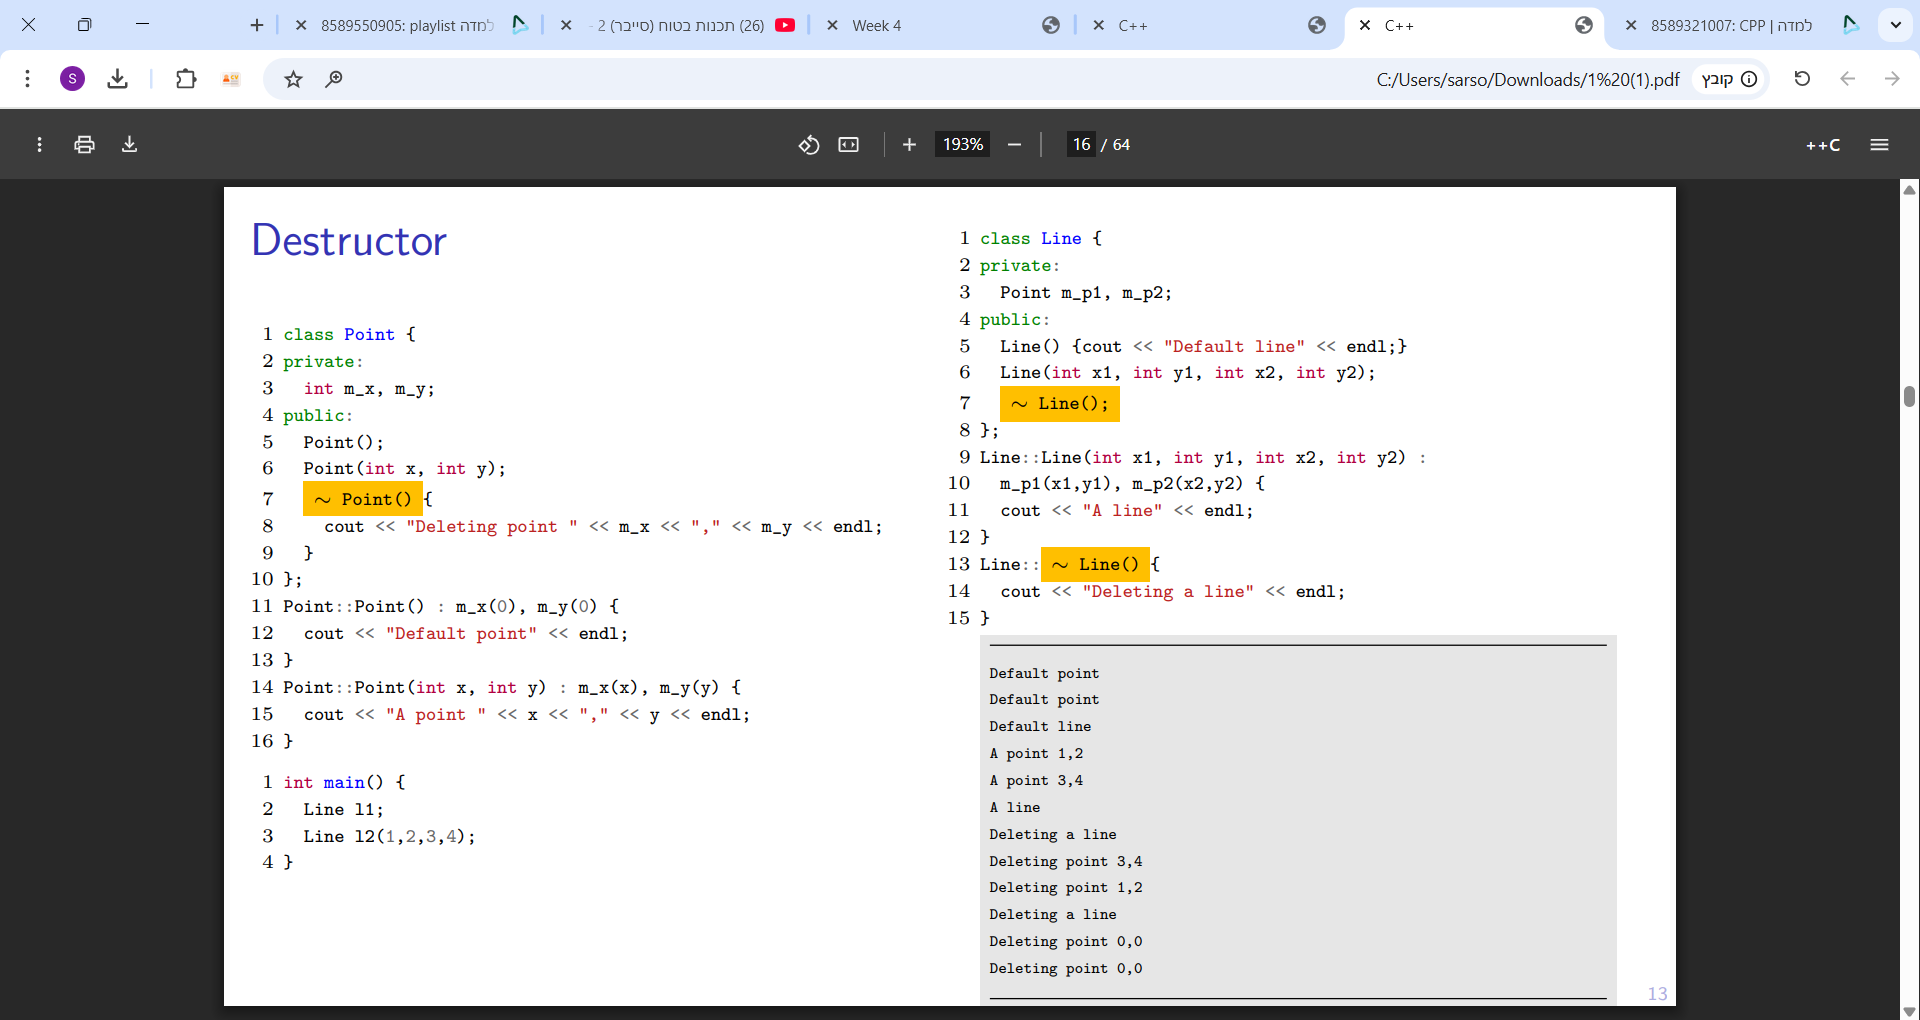 8589550905: playlist למדה
(26) תכנות בטוח (סייבר) 2 -
Week 4
C++
C++
8589321007: CPP | למדה
S
C:/Users/sarso/Downloads/1%20(1).pdf
קובץ
193%
16 / 64
++C
Destructor
1 class Point {
2 private:
3 int m_x, m_y;
4 public:
5 Point();
6 Point(int x, int y);
7 ~ Point() {
8 cout << "Deleting point " << m_x << "," << m_y << endl;
9 }
10 };
11 Point::Point() : m_x(0), m_y(0) {
12 cout << "Default point" << endl;
13 }
14 Point::Point(int x, int y) : m_x(x), m_y(y) {
15 cout << "A point " << x << "," << y << endl;
16 }
1 int main() {
2 Line l1;
3 Line l2(1,2,3,4);
4 }
1 class Line {
2 private:
3 Point m_p1, m_p2;
4 public:
5 Line() {cout << "Default line" << endl;}
6 Line(int x1, int y1, int x2, int y2);
7 ~ Line();
8 };
9 Line::Line(int x1, int y1, int x2, int y2) :
10 m_p1(x1,y1), m_p2(x2,y2) {
11 cout << "A line" << endl;
12 }
13 Line:: ~ Line() {
14 cout << "Deleting a line" << endl;
15 }
Default point
Default point
Default line
A point 1,2
A point 3,4
A line
Deleting a line
Deleting point 3,4
Deleting point 1,2
Deleting a line
Deleting point 0,0
Deleting point 0,0
13